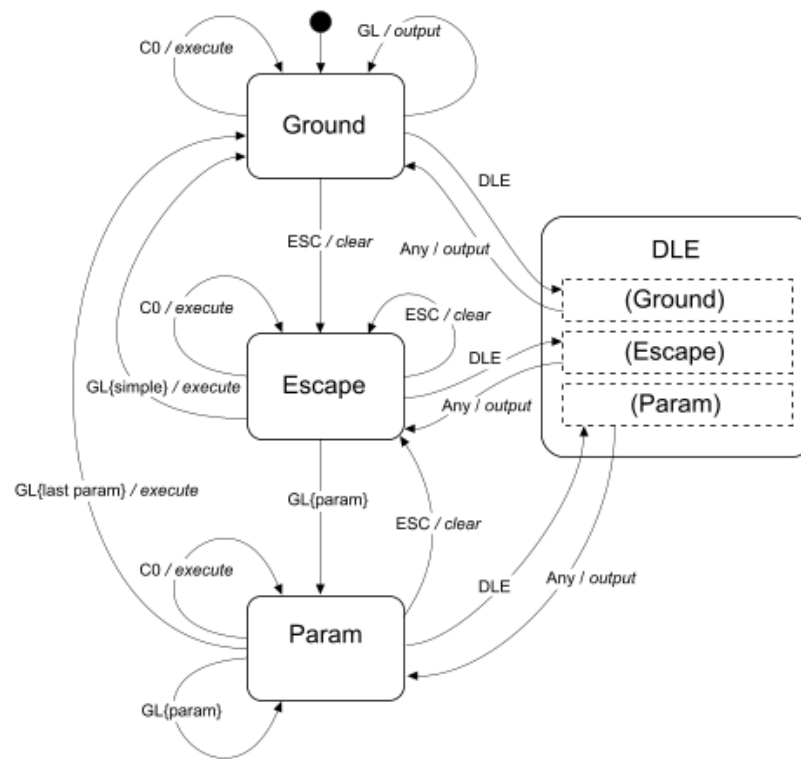 GL / output
C0 / execute
Ground
DLE
ESC / clear
Any / output
DLE
(Ground)
C0 / execute
ESC / clear
(Escape)
DLE
GL{simple} / execute
Escape
(Param)
Any / output
GL{last param} / execute
GL{param}
ESC / clear
C0 / execute
DLE
Any / output
Param
GL{param}